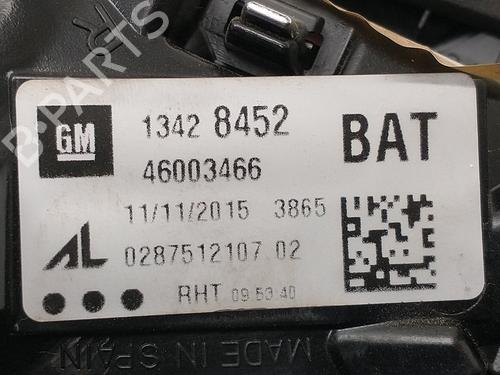 GM
1342 8452
BAT
46003466
11/11/2015 3865
AL
0287512107 02
RHT 09 53 40
MADE IN SPAIN
B-PARTS